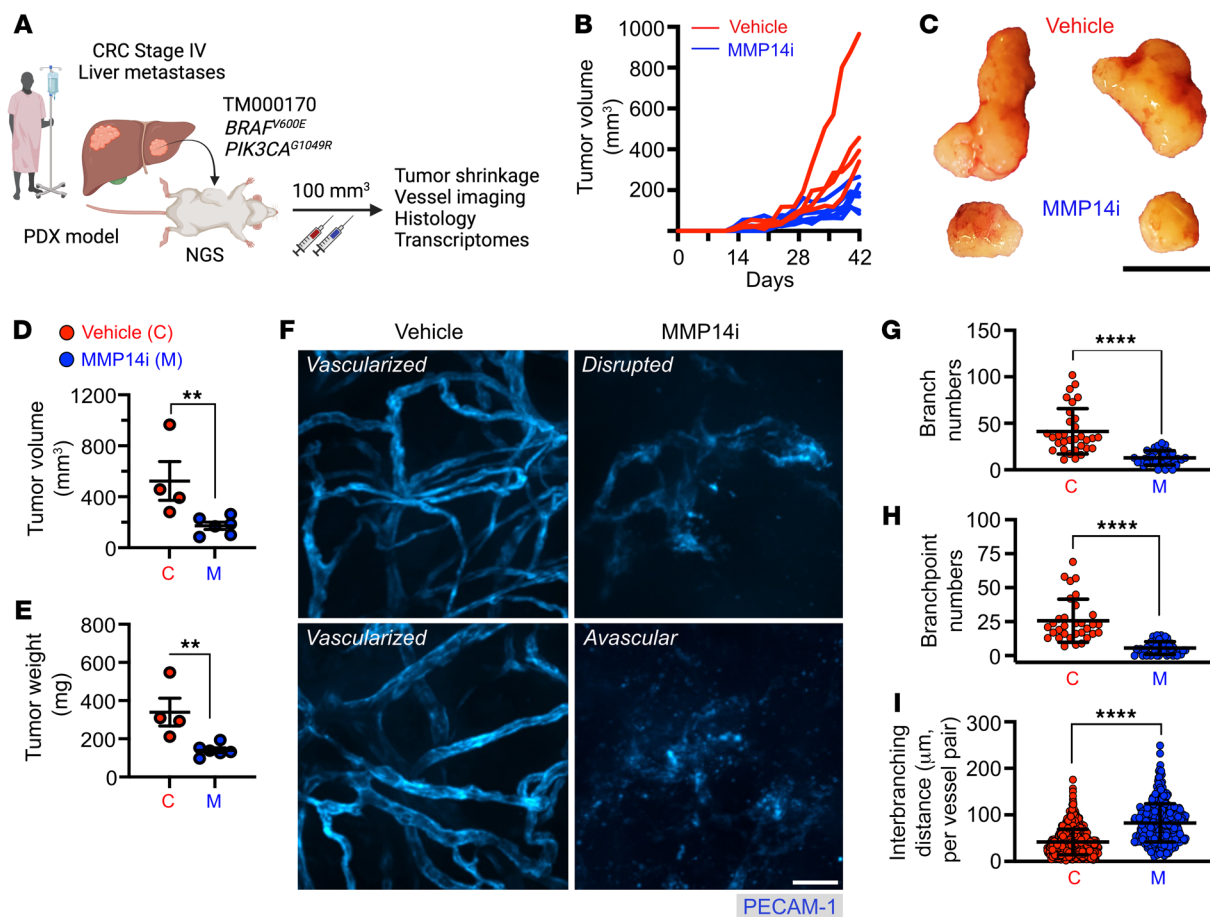 A
CRC Stage IV
Liver metastases
TM000170
BRAF^V600E
PIK3CA^G1049R
PDX model
NGS
100 mm³
Tumor shrinkage
Vessel imaging
Histology
Transcriptomes
B
Vehicle
MMP14i
Tumor volume
(mm³)
1000
800
600
400
200
0
14
28
42
Days
C
Vehicle
MMP14i
D
Vehicle (C)
MMP14i (M)
Tumor volume
(mm³)
1200
800
400
0
**
C
M
E
Tumor weight
(mg)
800
600
400
200
0
**
C
M
F
Vehicle
MMP14i
Vascularized
Disrupted
Vascularized
Avascular
PECAM-1
G
Branch
numbers
150
100
50
0
****
C
M
H
Branchpoint
numbers
100
75
50
25
0
****
C
M
I
Interbranching
distance (μm,
per vessel pair)
300
200
100
0
****
C
M